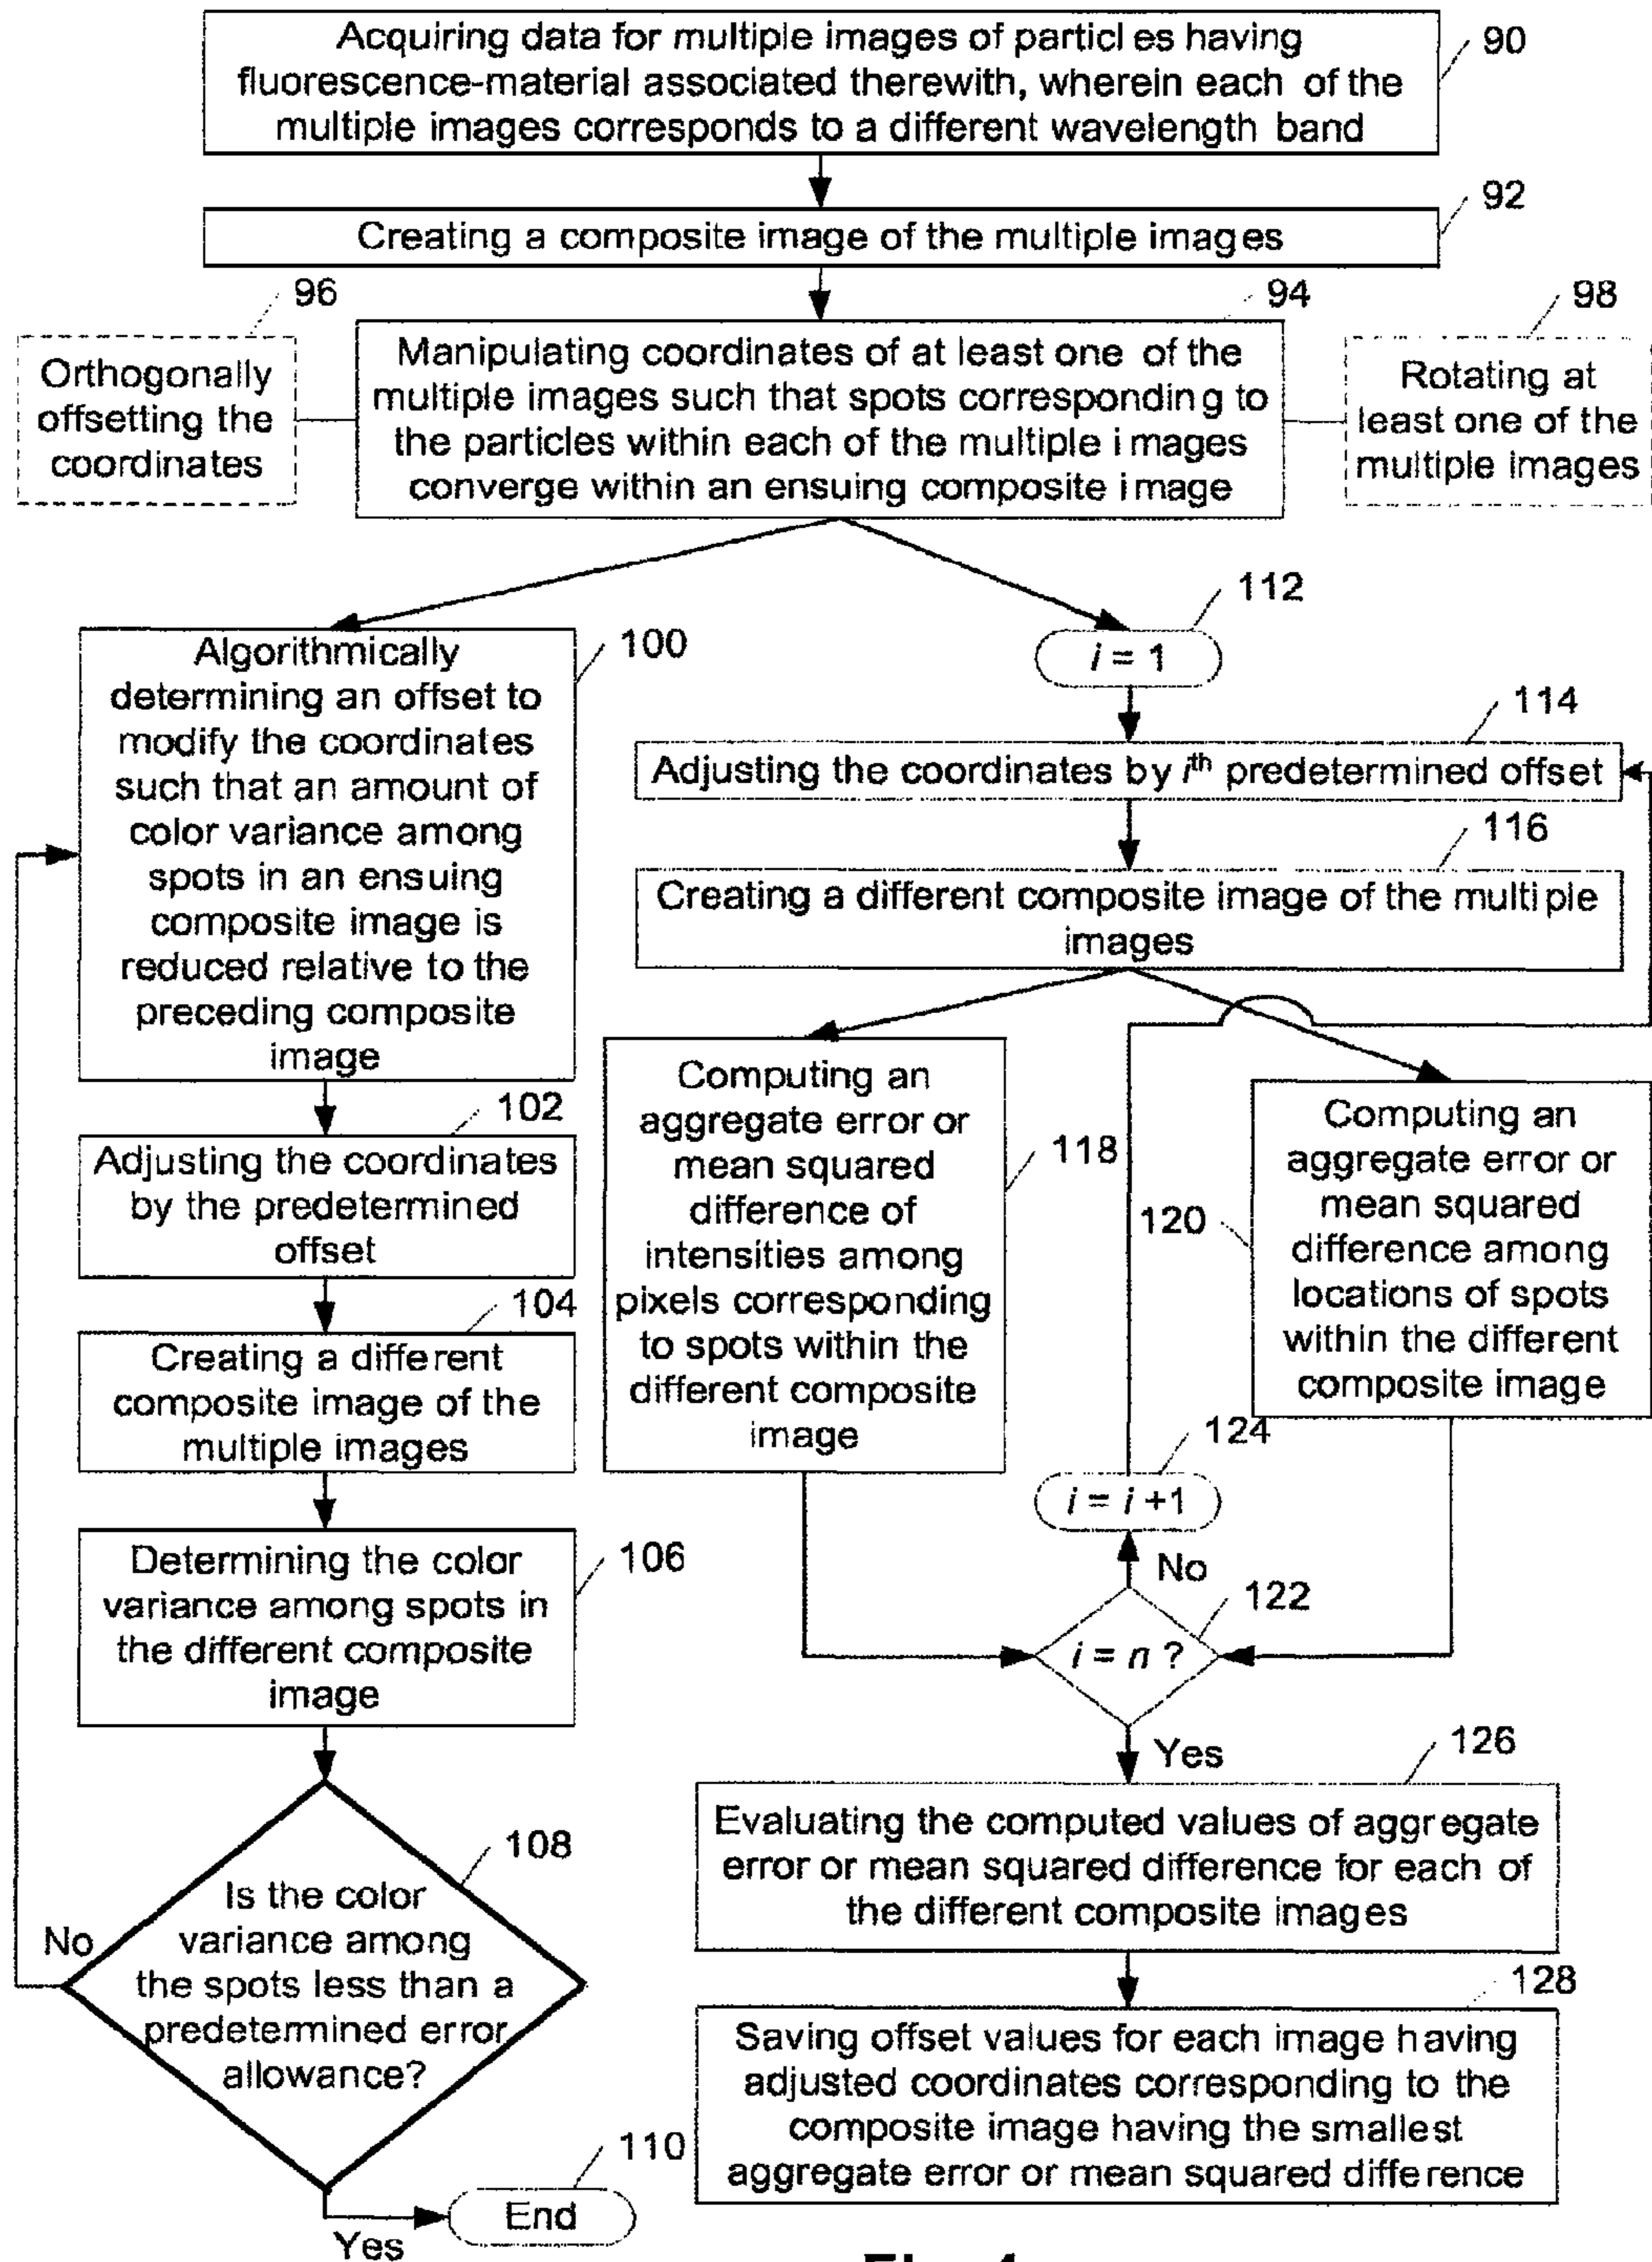 Acquiring data for multiple images of particles having
fluorescence-material associated therewith, wherein each of the
multiple images corresponds to a different wavelength band
90
Creating a composite image of the multiple images
92
96
Orthogonally
offsetting the
coordinates
94
Manipulating coordinates of at least one of the
multiple images such that spots corresponding to
the particles within each of the multiple images
converge within an ensuing composite image
98
Rotating at
least one of the
multiple images
100
Algorithmically
determining an offset to
modify the coordinates
such that an amount of
color variance among
spots in an ensuing
composite image is
reduced relative to the
preceding composite
image
102
Adjusting the coordinates
by the predetermined
offset
104
Creating a different
composite image of the
multiple images
106
Determining the color
variance among spots in
the different composite
image
108
Is the color
variance among
the spots less than a
predetermined error
allowance?
No
Yes
110
End
112
i = 1
114
Adjusting the coordinates by ith predetermined offset
116
Creating a different composite image of the multiple
images
118
Computing an
aggregate error or
mean squared
difference of
intensities among
pixels corresponding
to spots within the
different composite
image
120
Computing an
aggregate error or
mean squared
difference among
locations of spots
within the different
composite image
124
i = i +1
No
122
i = n ?
Yes
126
Evaluating the computed values of aggregate
error or mean squared difference for each of
the different composite images
128
Saving offset values for each image having
adjusted coordinates corresponding to the
composite image having the smallest
aggregate error or mean squared difference